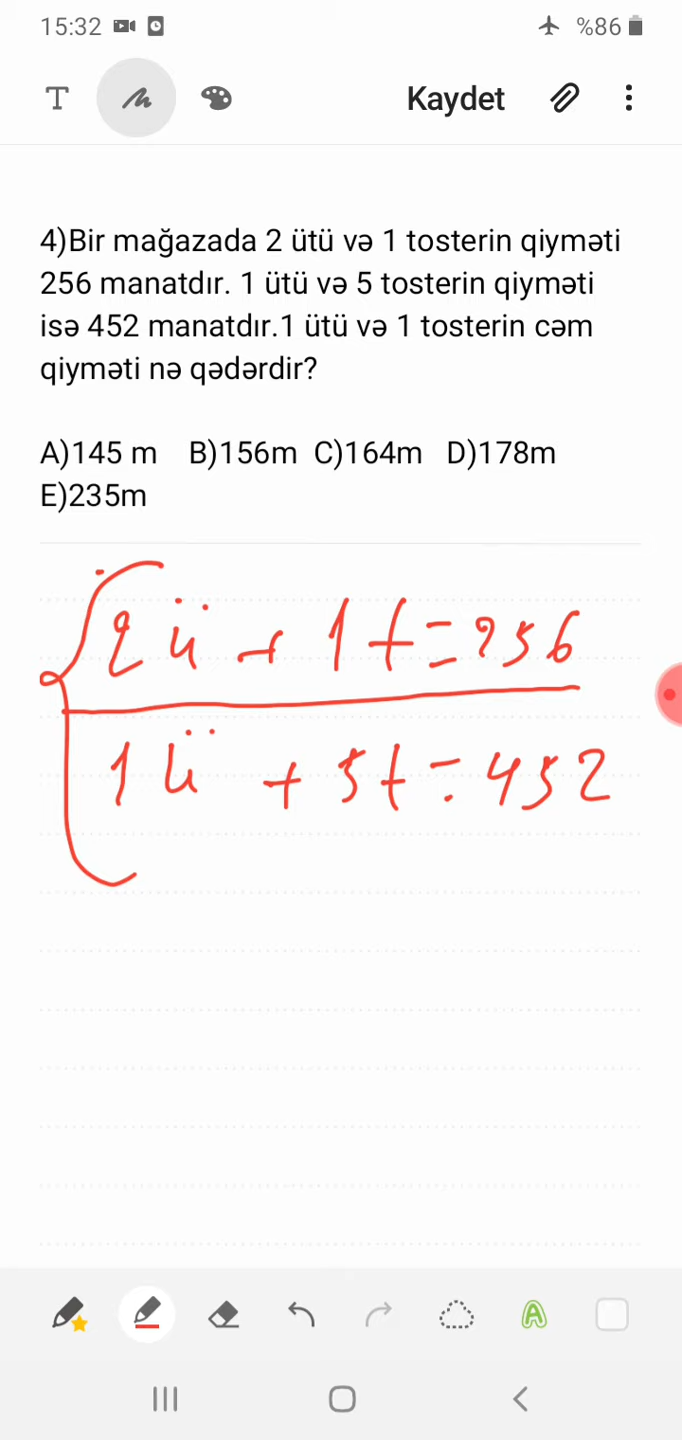 15:32 %86
T Kaydet
4)Bir mağazada 2 ütü və 1 tosterin qiyməti
256 manatdır. 1 ütü və 5 tosterin qiyməti
isə 452 manatdır.1 ütü və 1 tosterin cəm
qiyməti nə qədərdir?
A)145 m B)156m C)164m D)178m
E)235m
2ü + 1t=256
1ü + 5t=452
A